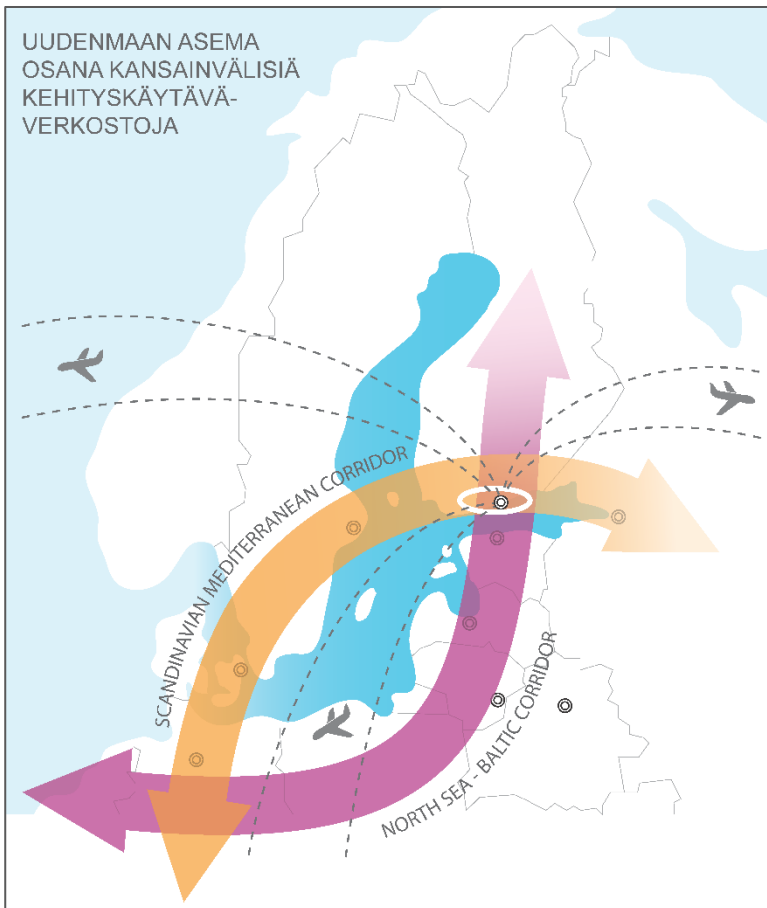 UUDENMAAN ASEMA
OSANA KANSAINVÄLISIÄ
KEHITYSKÄYTÄVÄ-
VERKOSTOJA
SCANDINAVIAN MEDITERRANEAN CORRIDOR
NORTH SEA - BALTIC CORRIDOR